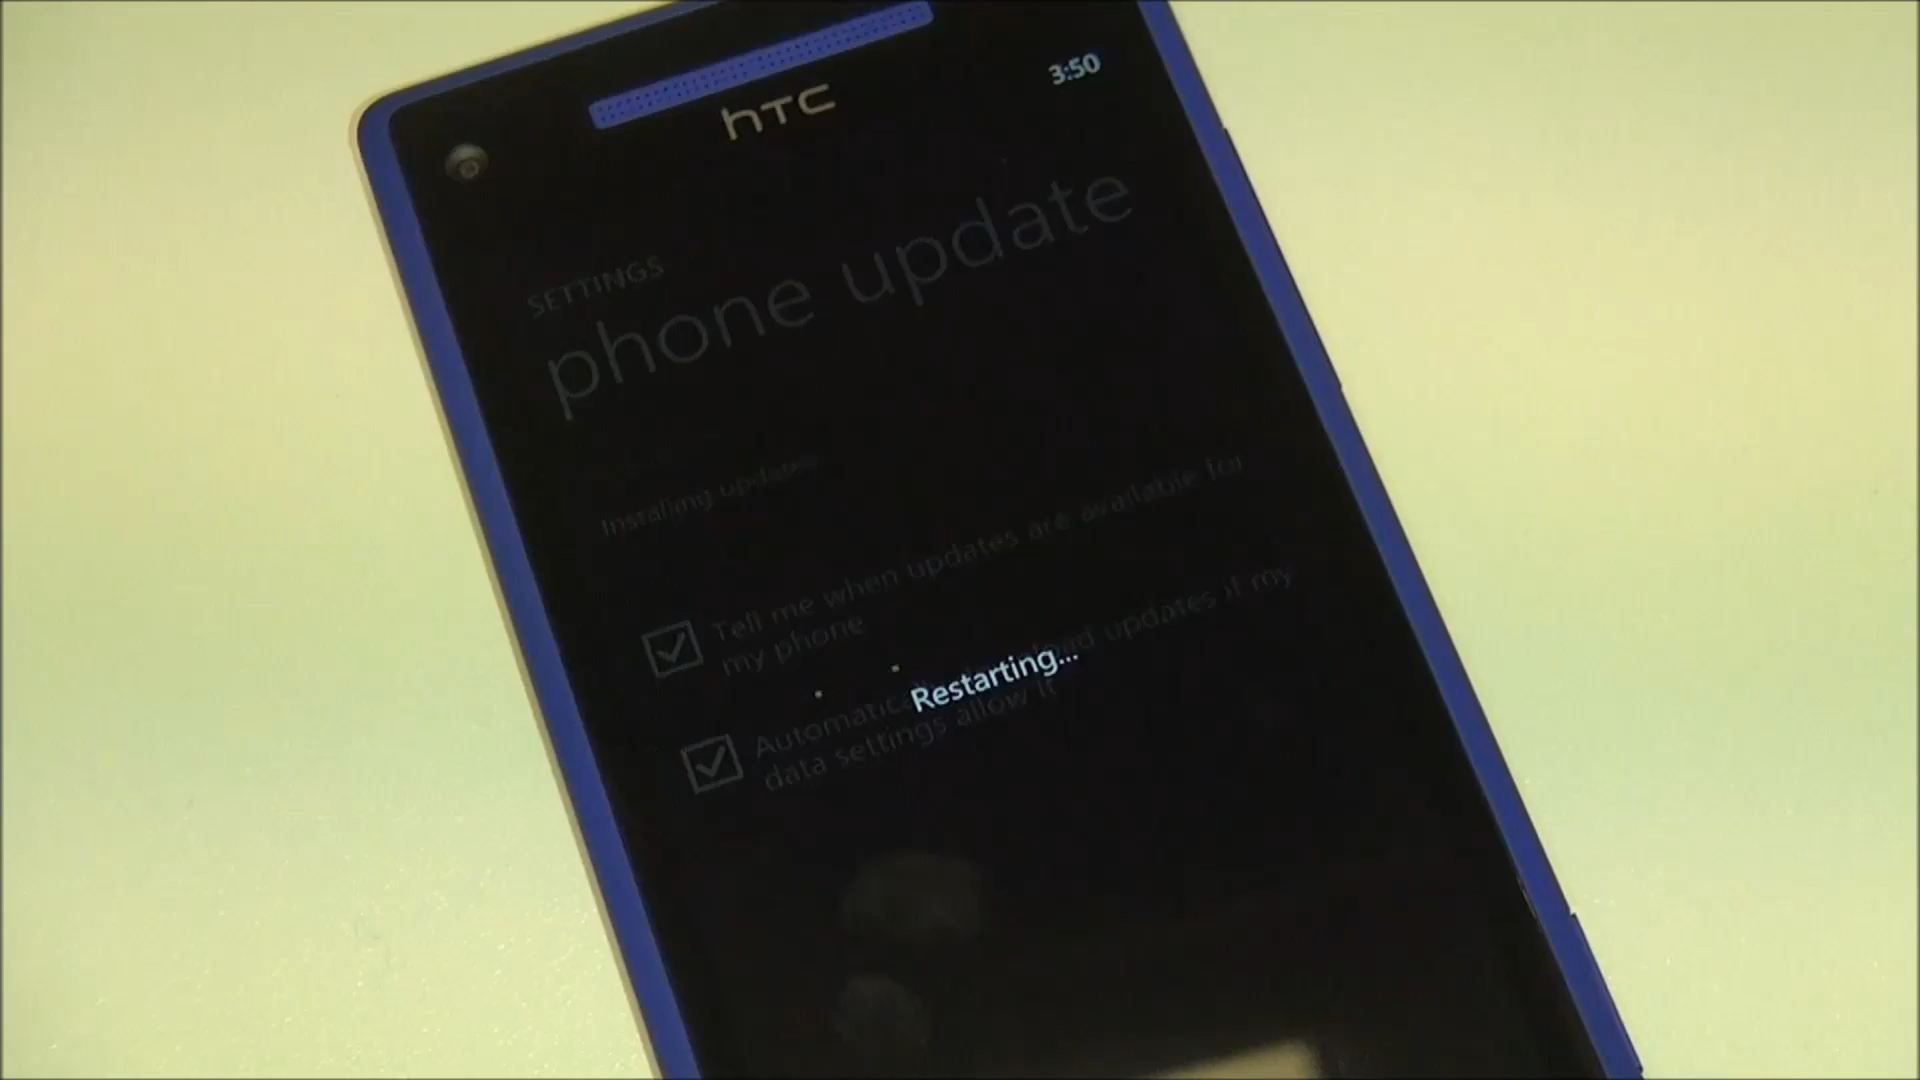 htc
3:50
SETTINGS
phone update
Installing updates
Tell me when updates are available for
my phone
Restarting...
Automatically download updates if my
data settings allow it